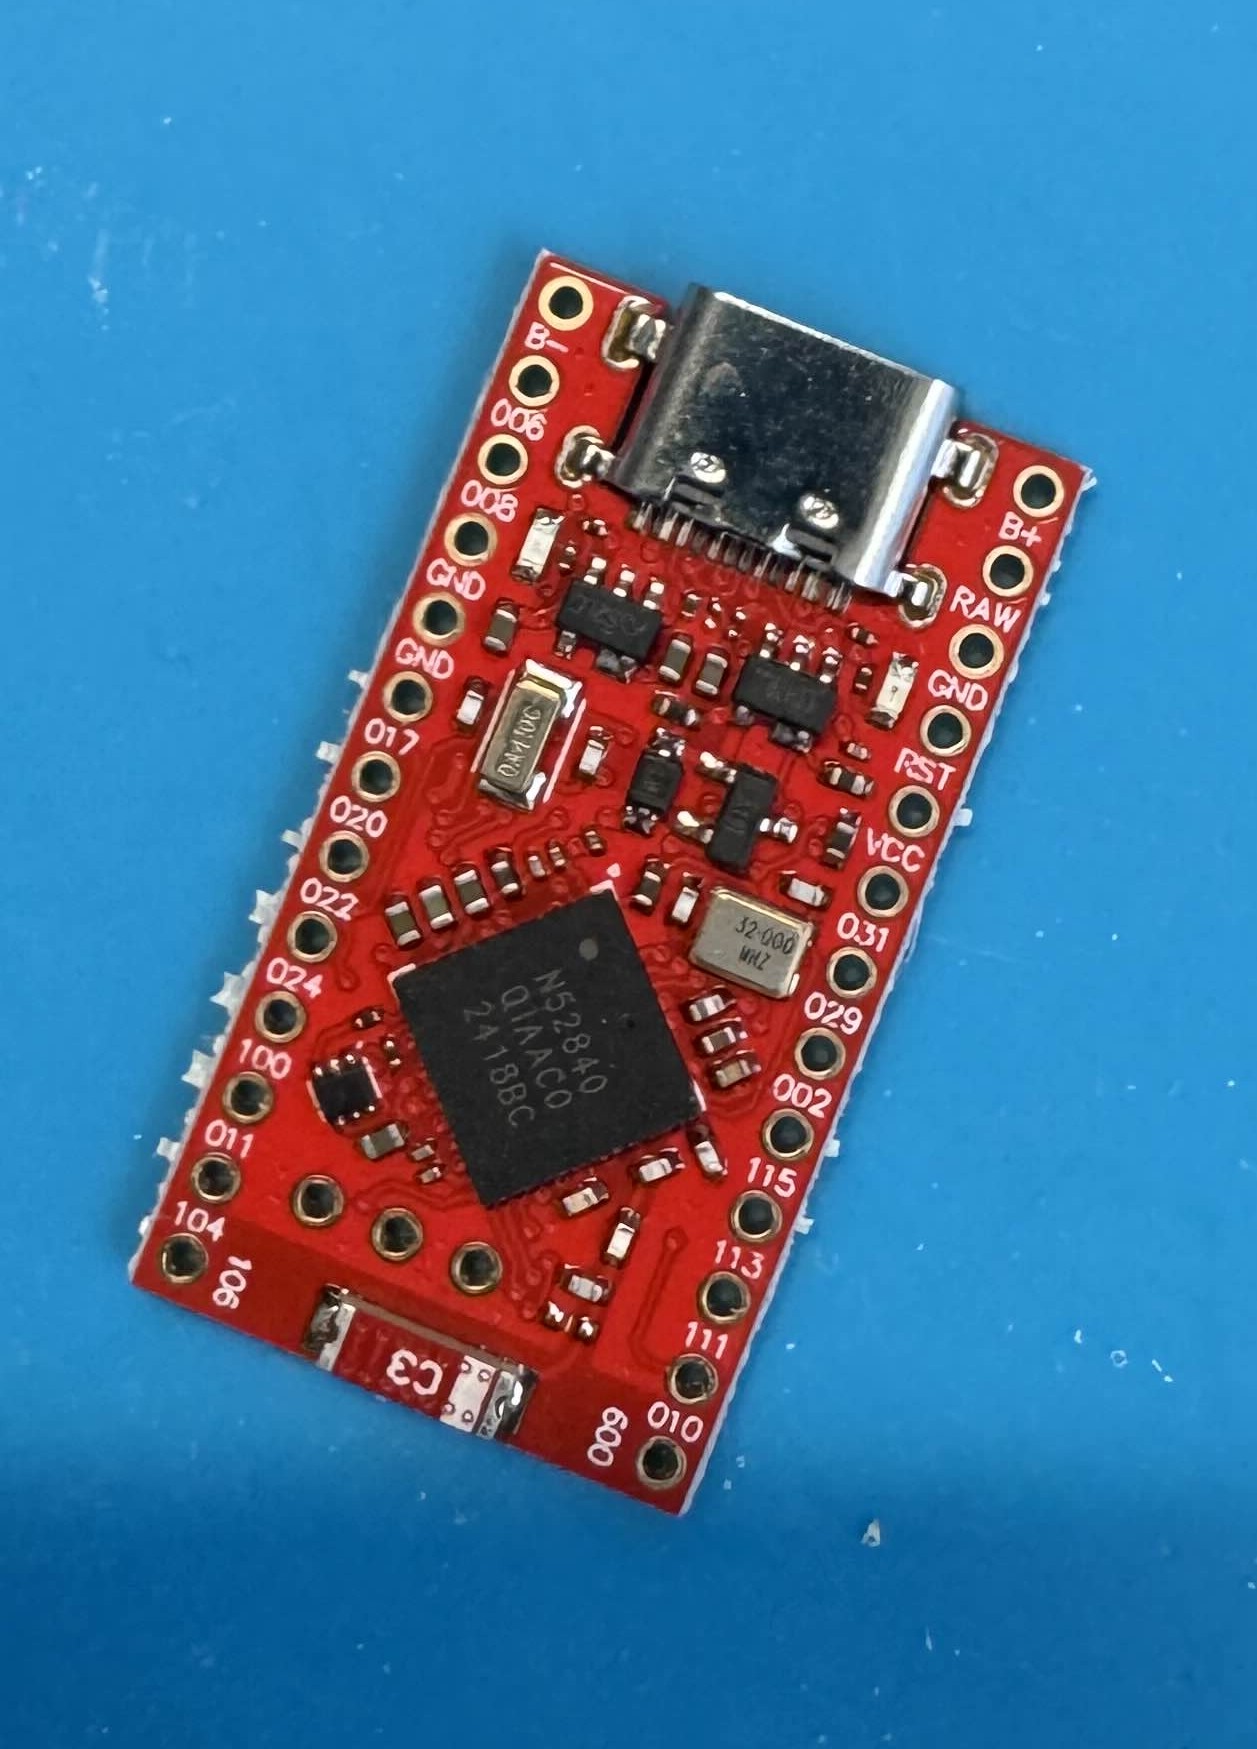 B-
006
008
GND
GND
017
020
022
024
100
011
104
106
B+
RAW
GND
RST
VCC
031
029
002
115
113
111
010
009
32.000
MHZ
N52840
QIAAC0
2418BC
C3